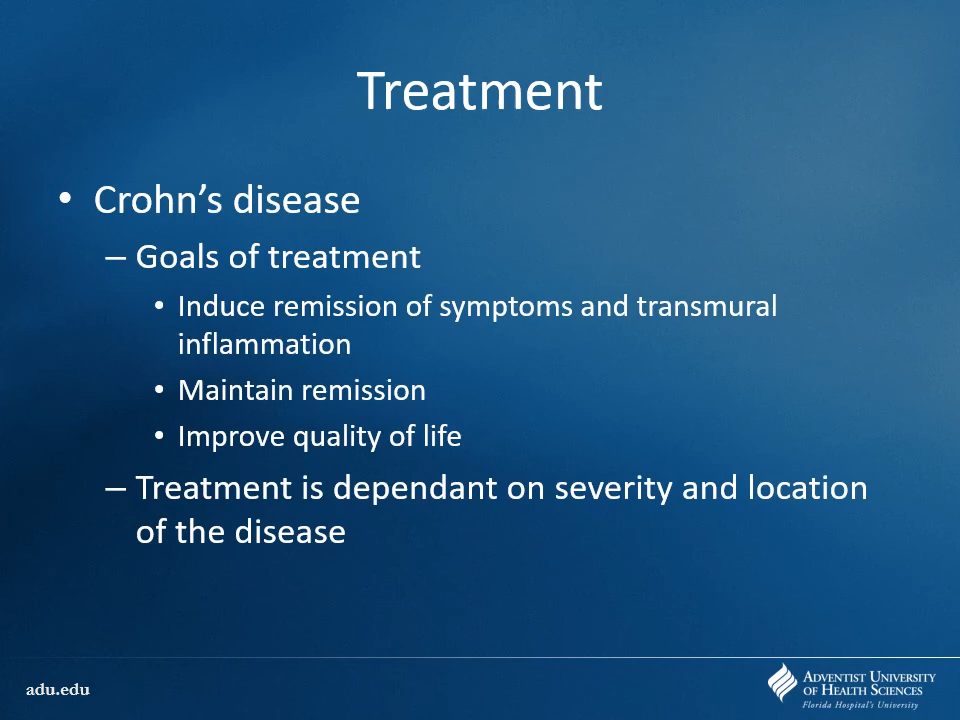 Treatment
• Crohn’s disease
– Goals of treatment
• Induce remission of symptoms and transmural
inflammation
• Maintain remission
• Improve quality of life
– Treatment is dependant on severity and location
of the disease
adu.edu
ADVENTIST UNIVERSITY
OF HEALTH SCIENCES
Florida Hospital's University